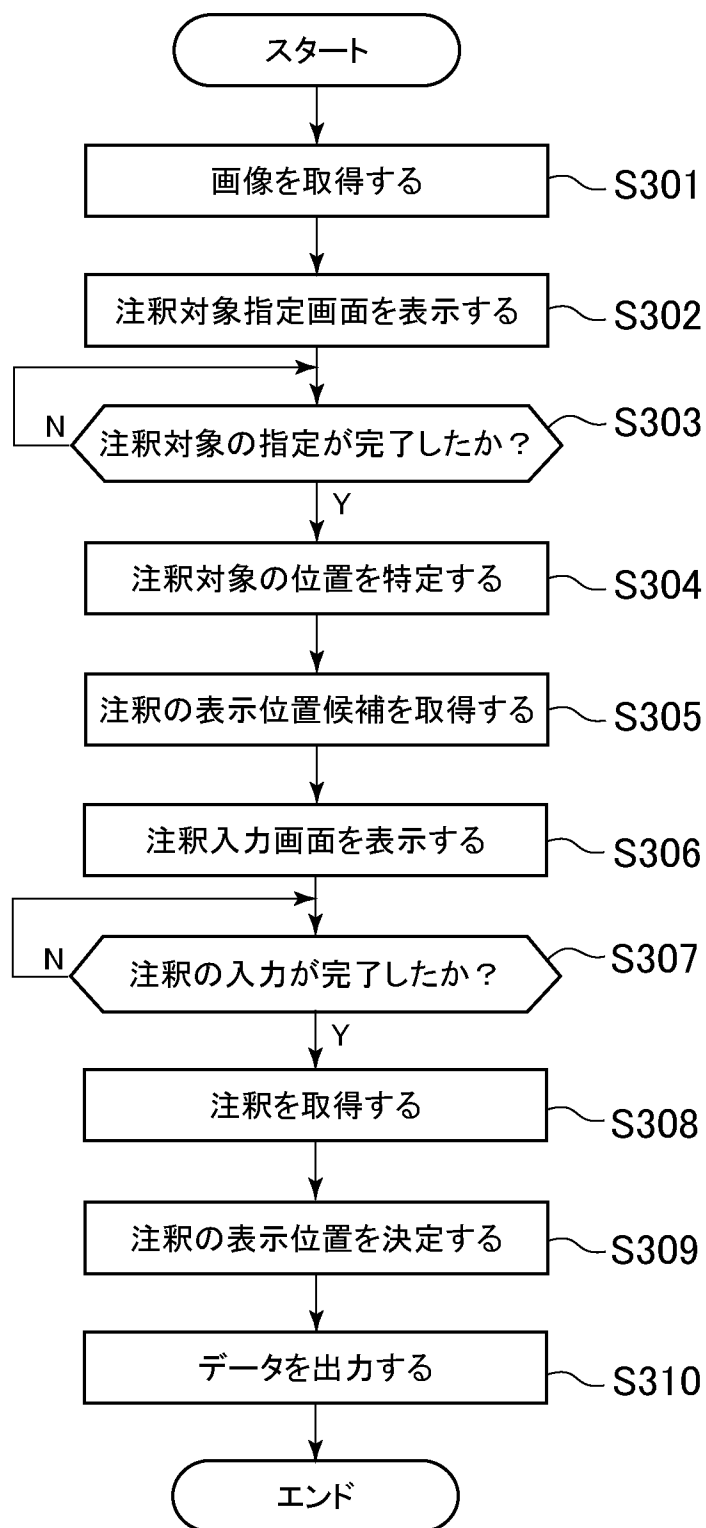 スタート
画像を取得する
S301
注釈対象指定画面を表示する
S302
N
注釈対象の指定が完了したか？
S303
Y
注釈対象の位置を特定する
S304
注釈の表示位置候補を取得する
S305
注釈入力画面を表示する
S306
N
注釈の入力が完了したか？
S307
Y
注釈を取得する
S308
注釈の表示位置を決定する
S309
データを出力する
S310
エンド